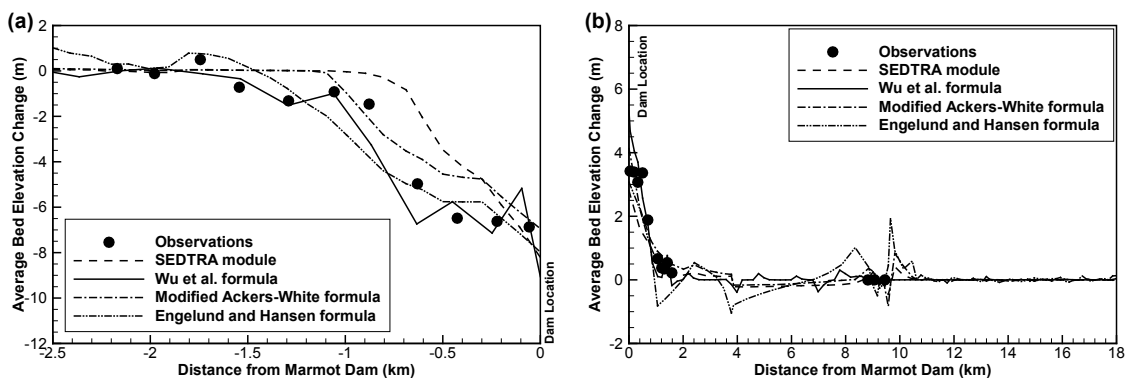 (a)
Average Bed Elevation Change (m)
2
0
-2
-4
-6
-8
-10
-12
Observations
SEDTRA module
Wu et al. formula
Modified Ackers-White formula
Engelund and Hansen formula
Dam Location
-2.5
-2
-1.5
-1
-0.5
0
Distance from Marmot Dam (km)
(b)
Average Bed Elevation Change (m)
8
6
4
2
0
-2
Dam Location
Observations
SEDTRA module
Wu et al. formula
Modified Ackers-White formula
Engelund and Hansen formula
0
2
4
6
8
10
12
14
16
18
Distance from Marmot Dam (km)